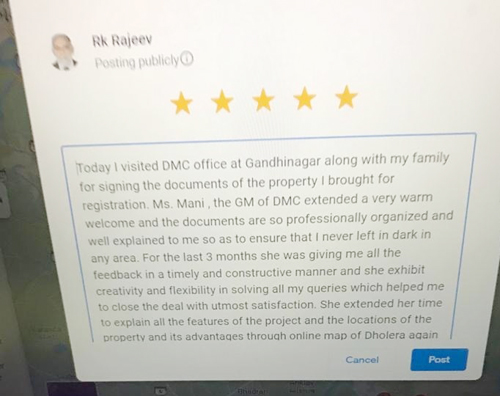 Rk Rajeev
Posting publicly
Today I visited DMC office at Gandhinagar along with my family
for signing the documents of the property I brought for
registration. Ms. Mani , the GM of DMC extended a very warm
welcome and the documents are so professionally organized and
well explained to me so as to ensure that I never left in dark in
any area. For the last 3 months she was giving me all the
feedback in a timely and constructive manner and she exhibit
creativity and flexibility in solving all my queries which helped me
to close the deal with utmost satisfaction. She extended her time
to explain all the features of the project and the locations of the
property and its advantages through online map of Dholera again
Cancel
Post